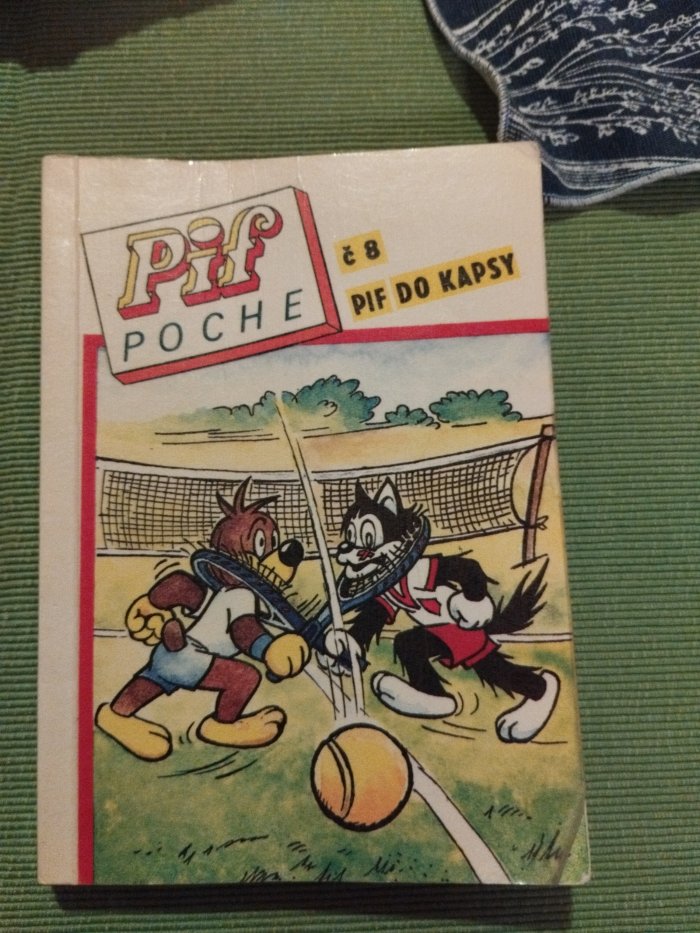 Pif
POCHE
č 8
PIF DO KAPSY